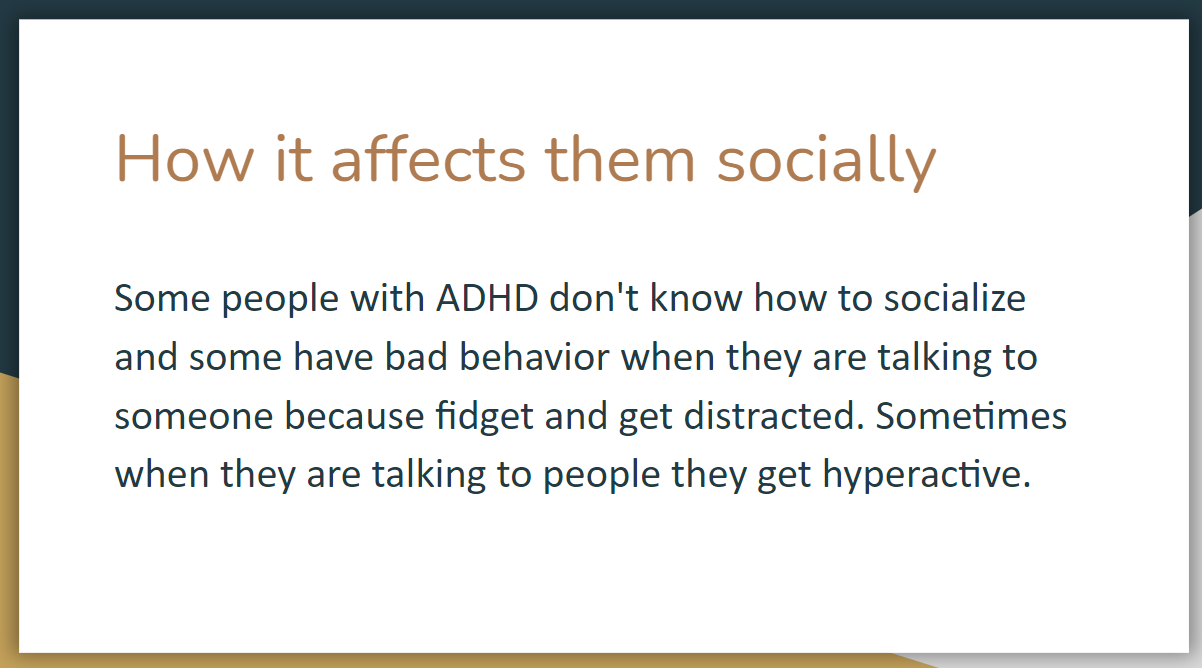 How it affects them socially
Some people with ADHD don't know how to socialize
and some have bad behavior when they are talking to
someone because fidget and get distracted. Sometimes
when they are talking to people they get hyperactive.